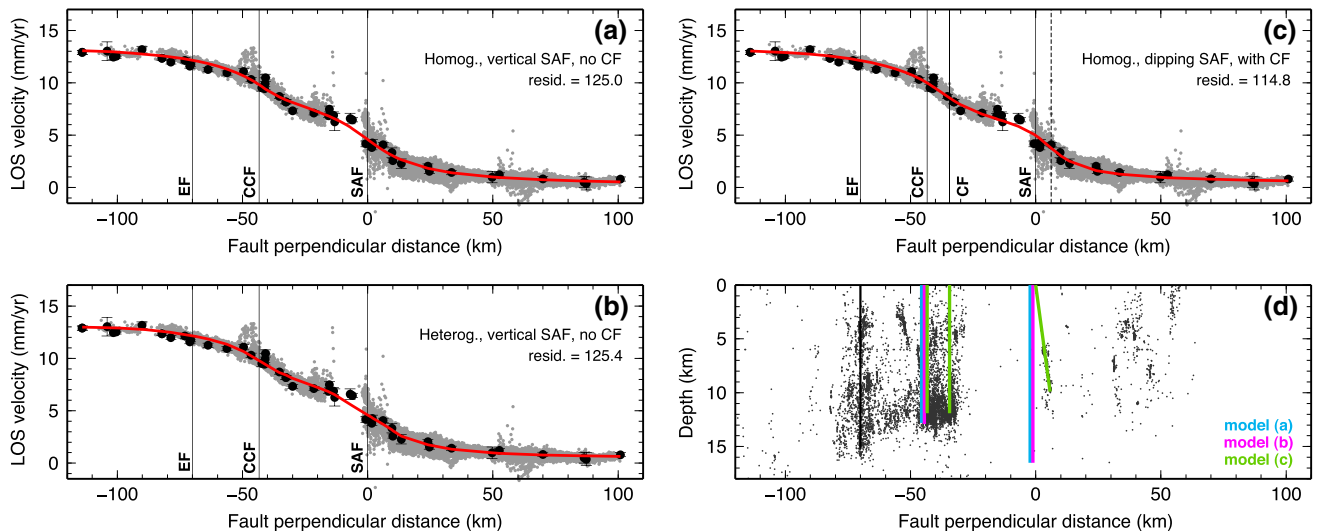 (a)
Homog., vertical SAF, no CF
resid. = 125.0
LOS velocity (mm/yr)
15
10
5
0
EF
CCF
SAF
−100 −50 0 50 100
Fault perpendicular distance (km)
(c)
Homog., dipping SAF, with CF
resid. = 114.8
LOS velocity (mm/yr)
15
10
5
0
EF
CCF
CF
SAF
−100 −50 0 50 100
Fault perpendicular distance (km)
(b)
Heterog., vertical SAF, no CF
resid. = 125.4
LOS velocity (mm/yr)
15
10
5
0
EF
CCF
SAF
−100 −50 0 50 100
Fault perpendicular distance (km)
(d)
Depth (km)
0
5
10
15
model (a)
model (b)
model (c)
−100 −50 0 50 100
Fault perpendicular distance (km)